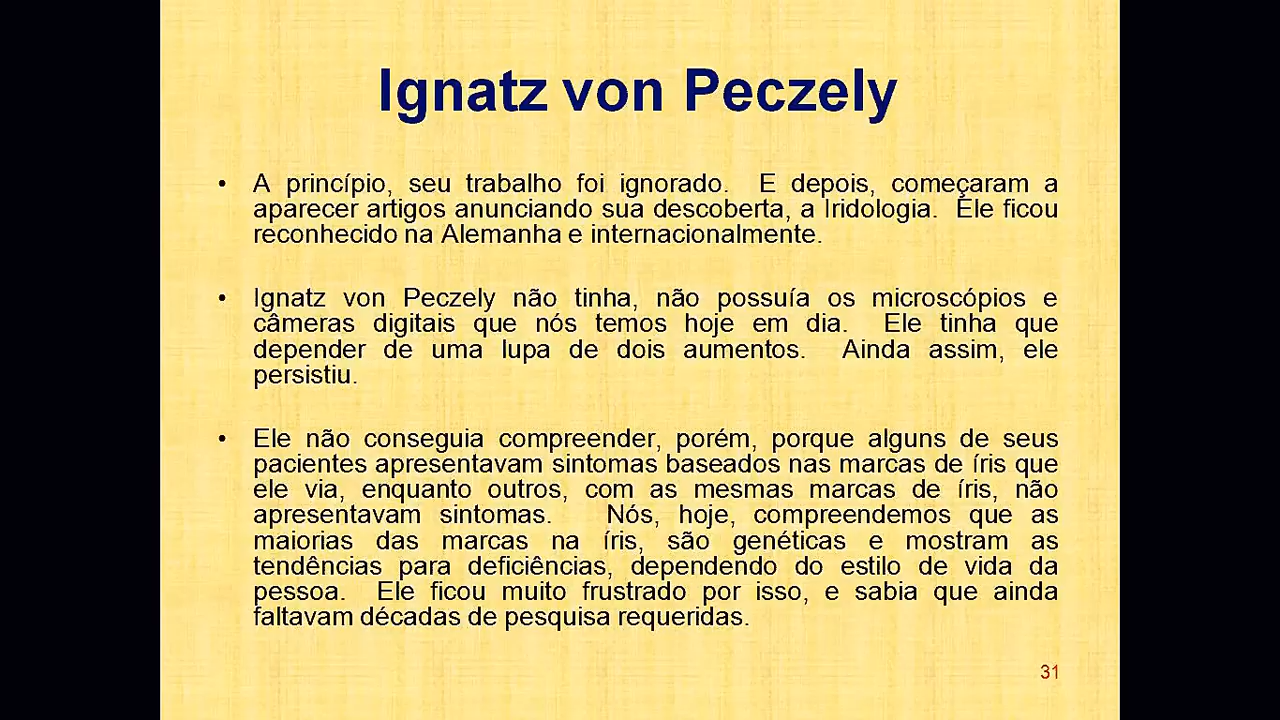 Ignatz von Peczely
• A princípio, seu trabalho foi ignorado. E depois, começaram a
aparecer artigos anunciando sua descoberta, a Iridologia. Ele ficou
reconhecido na Alemanha e internacionalmente.
• Ignatz von Peczely não tinha, não possuía os microscópios e
câmeras digitais que nós temos hoje em dia. Ele tinha que
depender de uma lupa de dois aumentos. Ainda assim, ele
persistiu.
• Ele não conseguia compreender, porém, porque alguns de seus
pacientes apresentavam sintomas baseados nas marcas de íris que
ele via, enquanto outros, com as mesmas marcas de íris, não
apresentavam sintomas. Nós, hoje, compreendemos que as
maiorias das marcas na íris, são genéticas e mostram as
tendências para deficiências, dependendo do estilo de vida da
pessoa. Ele ficou muito frustrado por isso, e sabia que ainda
faltavam décadas de pesquisa requeridas.
31